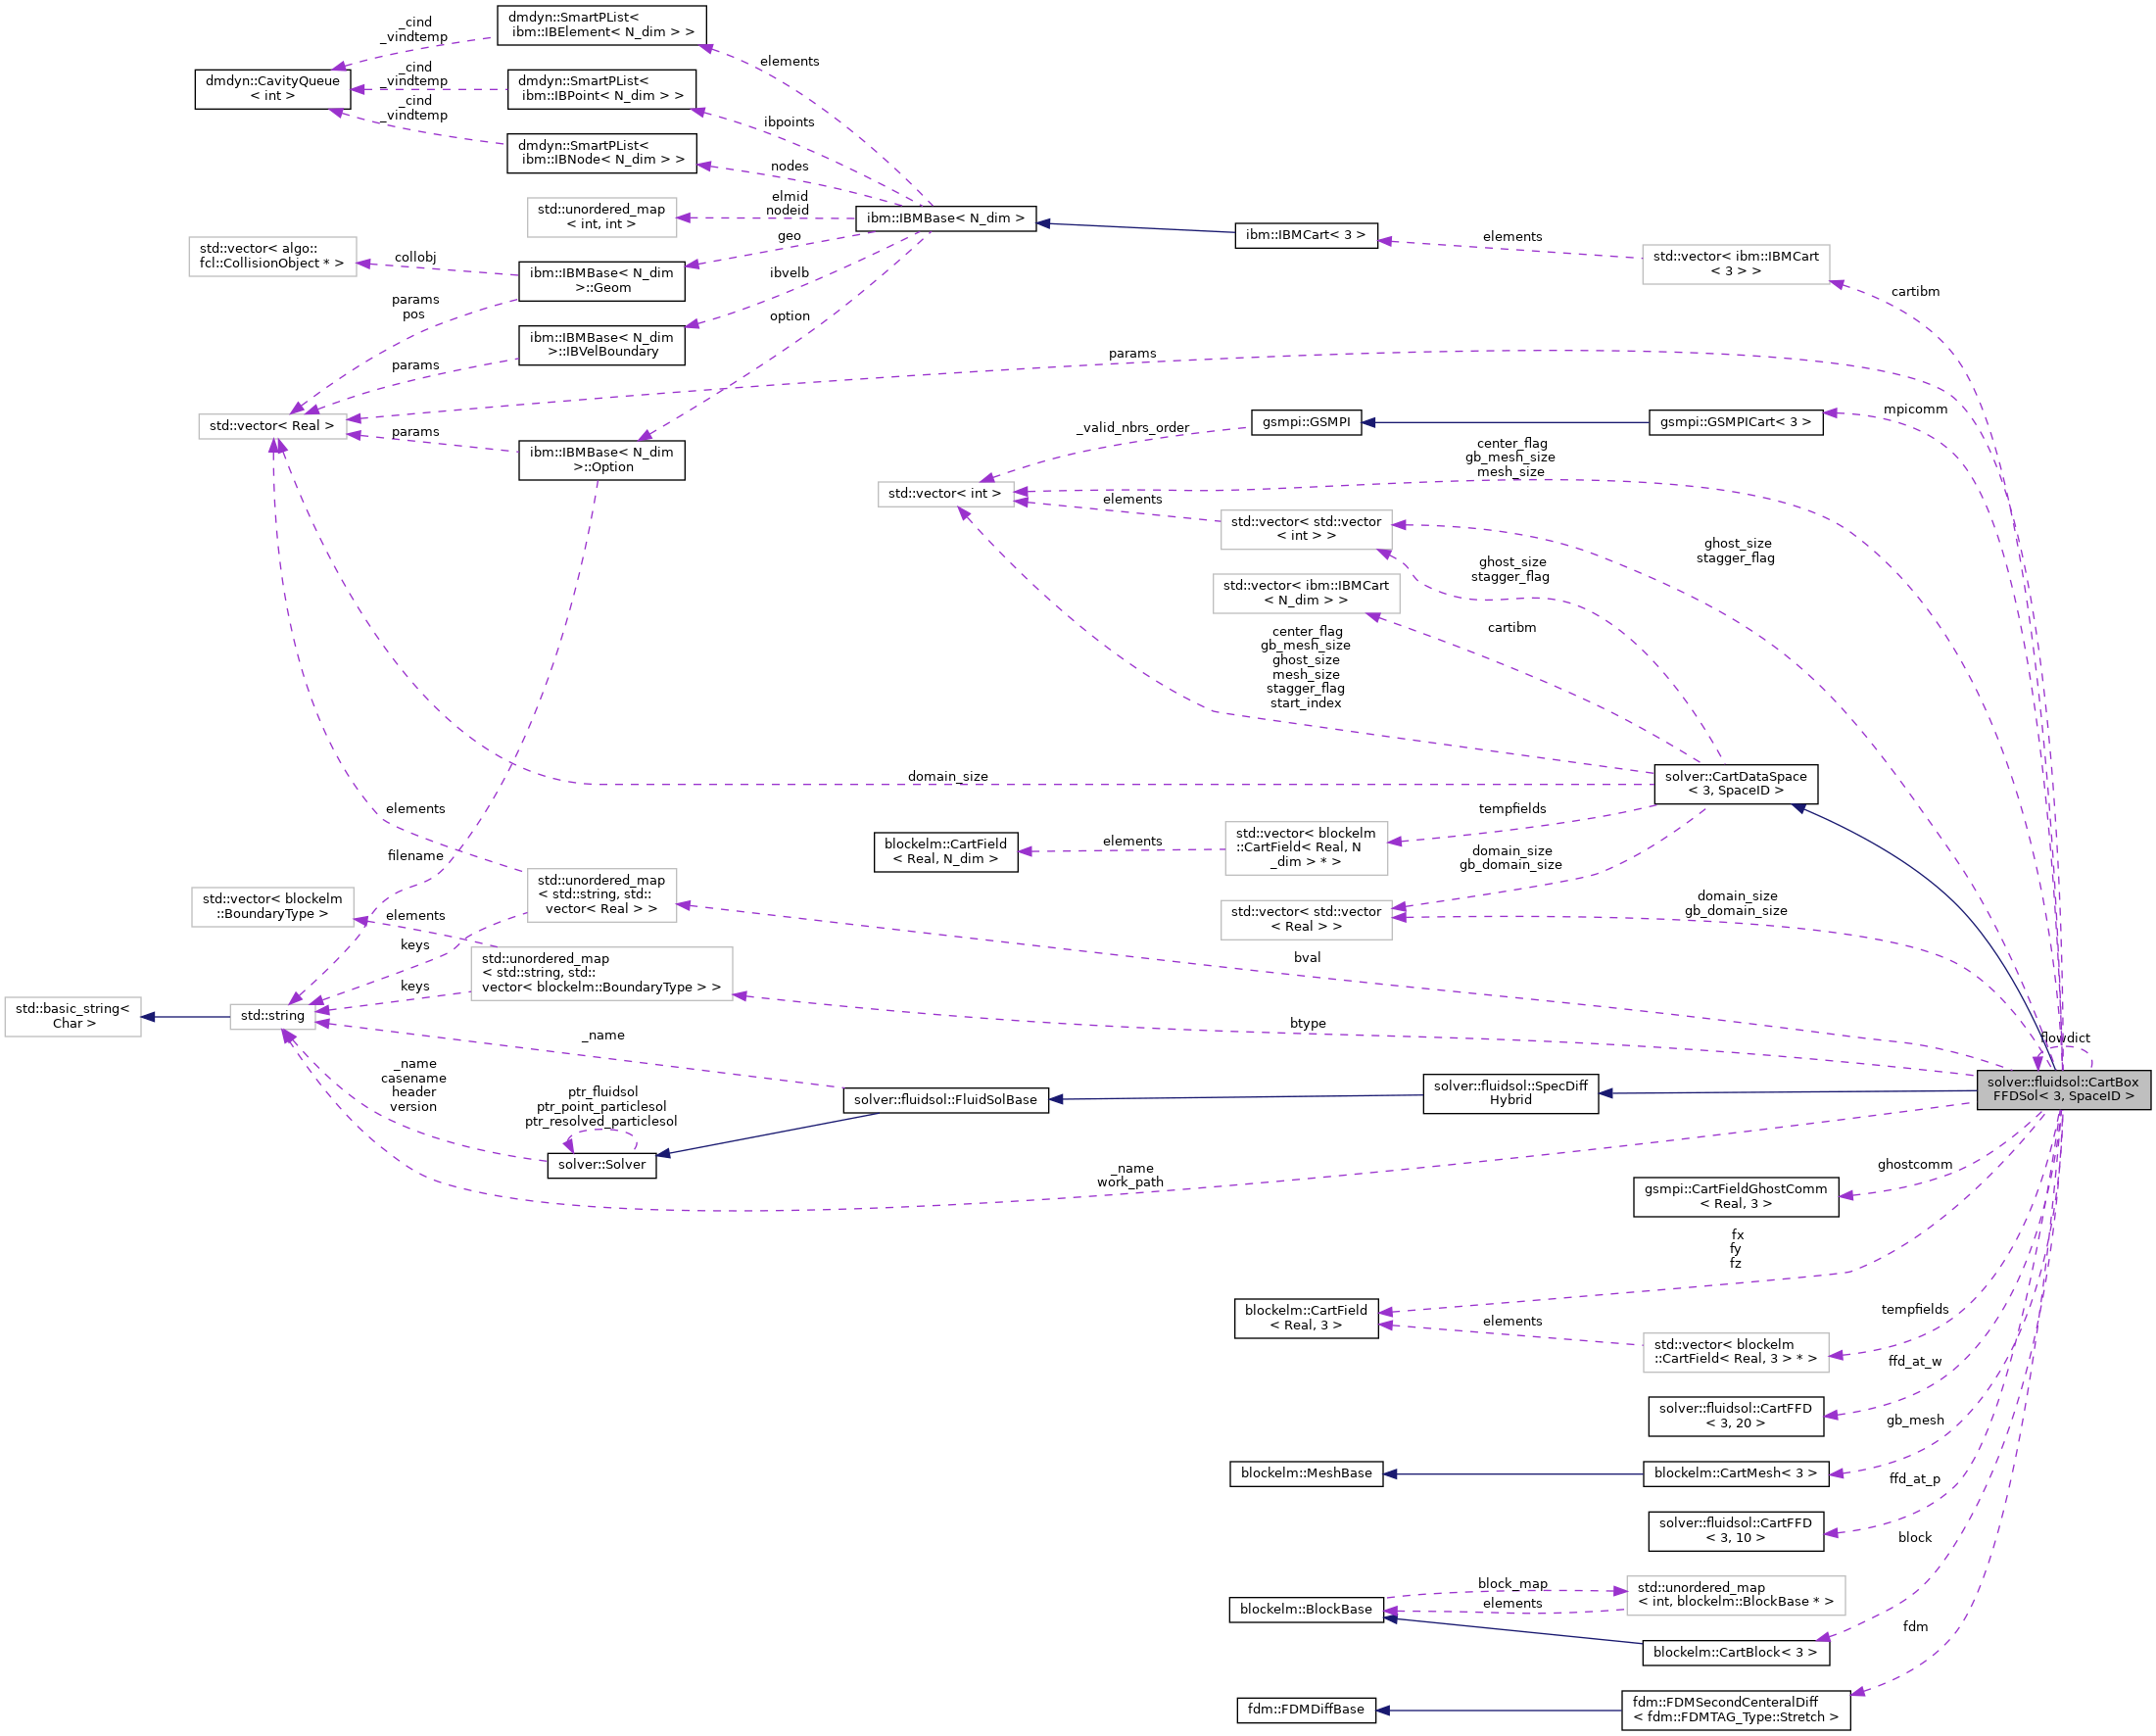 dmdyn::SmartPList<
ibm::IBElement< N_dim > >
_cind
_vindtemp
elements
dmdyn::CavityQueue
< int >
_cind
_vindtemp
dmdyn::SmartPList<
ibm::IBPoint< N_dim > >
_cind
_vindtemp
ibpoints
dmdyn::SmartPList<
ibm::IBNode< N_dim > >
nodes
std::unordered_map
< int, int >
elmid
nodeid
ibm::IBMBase< N_dim >
ibm::IBMCart< 3 >
elements
std::vector< ibm::IBMCart
< 3 > >
cartibm
std::vector< algo::
fcl::CollisionObject * >
collobj
geo
ibm::IBMBase< N_dim
>::Geom
ibvelb
params
pos
option
ibm::IBMBase< N_dim
>::IBVelBoundary
params
params
std::vector< Real >
params
ibm::IBMBase< N_dim
>::Option
mpicomm
gsmpi::GSMPI
gsmpi::GSMPICart< 3 >
_valid_nbrs_order
center_flag
gb_mesh_size
mesh_size
std::vector< int >
elements
std::vector< std::vector
< int > >
ghost_size
stagger_flag
ghost_size
stagger_flag
std::vector< ibm::IBMCart
< N_dim > >
cartibm
center_flag
gb_mesh_size
ghost_size
mesh_size
stagger_flag
start_index
domain_size
solver::CartDataSpace
< 3, SpaceID >
elements
tempfields
blockelm::CartField
< Real, N_dim >
elements
std::vector< blockelm
::CartField< Real, N
_dim > * >
filename
domain_size
gb_domain_size
std::unordered_map
< std::string, std::
vector< Real > >
std::vector< blockelm
::BoundaryType >
elements
std::vector< std::vector
< Real > >
domain_size
gb_domain_size
keys
std::unordered_map
< std::string, std::
vector< blockelm::BoundaryType > >
bval
keys
std::basic_string<
Char >
std::string
btype
_name
flowdict
_name
casename
header
version
ptr_fluidsol
ptr_point_particlesol
ptr_resolved_particlesol
solver::fluidsol::FluidSolBase
solver::fluidsol::SpecDiff
Hybrid
solver::fluidsol::CartBox
FFDSol< 3, SpaceID >
solver::Solver
_name
work_path
ghostcomm
gsmpi::CartFieldGhostComm
< Real, 3 >
fx
fy
fz
blockelm::CartField
< Real, 3 >
elements
tempfields
std::vector< blockelm
::CartField< Real, 3 > * >
ffd_at_w
solver::fluidsol::CartFFD
< 3, 20 >
gb_mesh
blockelm::MeshBase
blockelm::CartMesh< 3 >
ffd_at_p
solver::fluidsol::CartFFD
< 3, 10 >
block
blockelm::BlockBase
block_map
elements
std::unordered_map
< int, blockelm::BlockBase * >
fdm
blockelm::CartBlock< 3 >
fdm::FDMDiffBase
fdm::FDMSecondCenteralDiff
< fdm::FDMTAG_Type::Stretch >